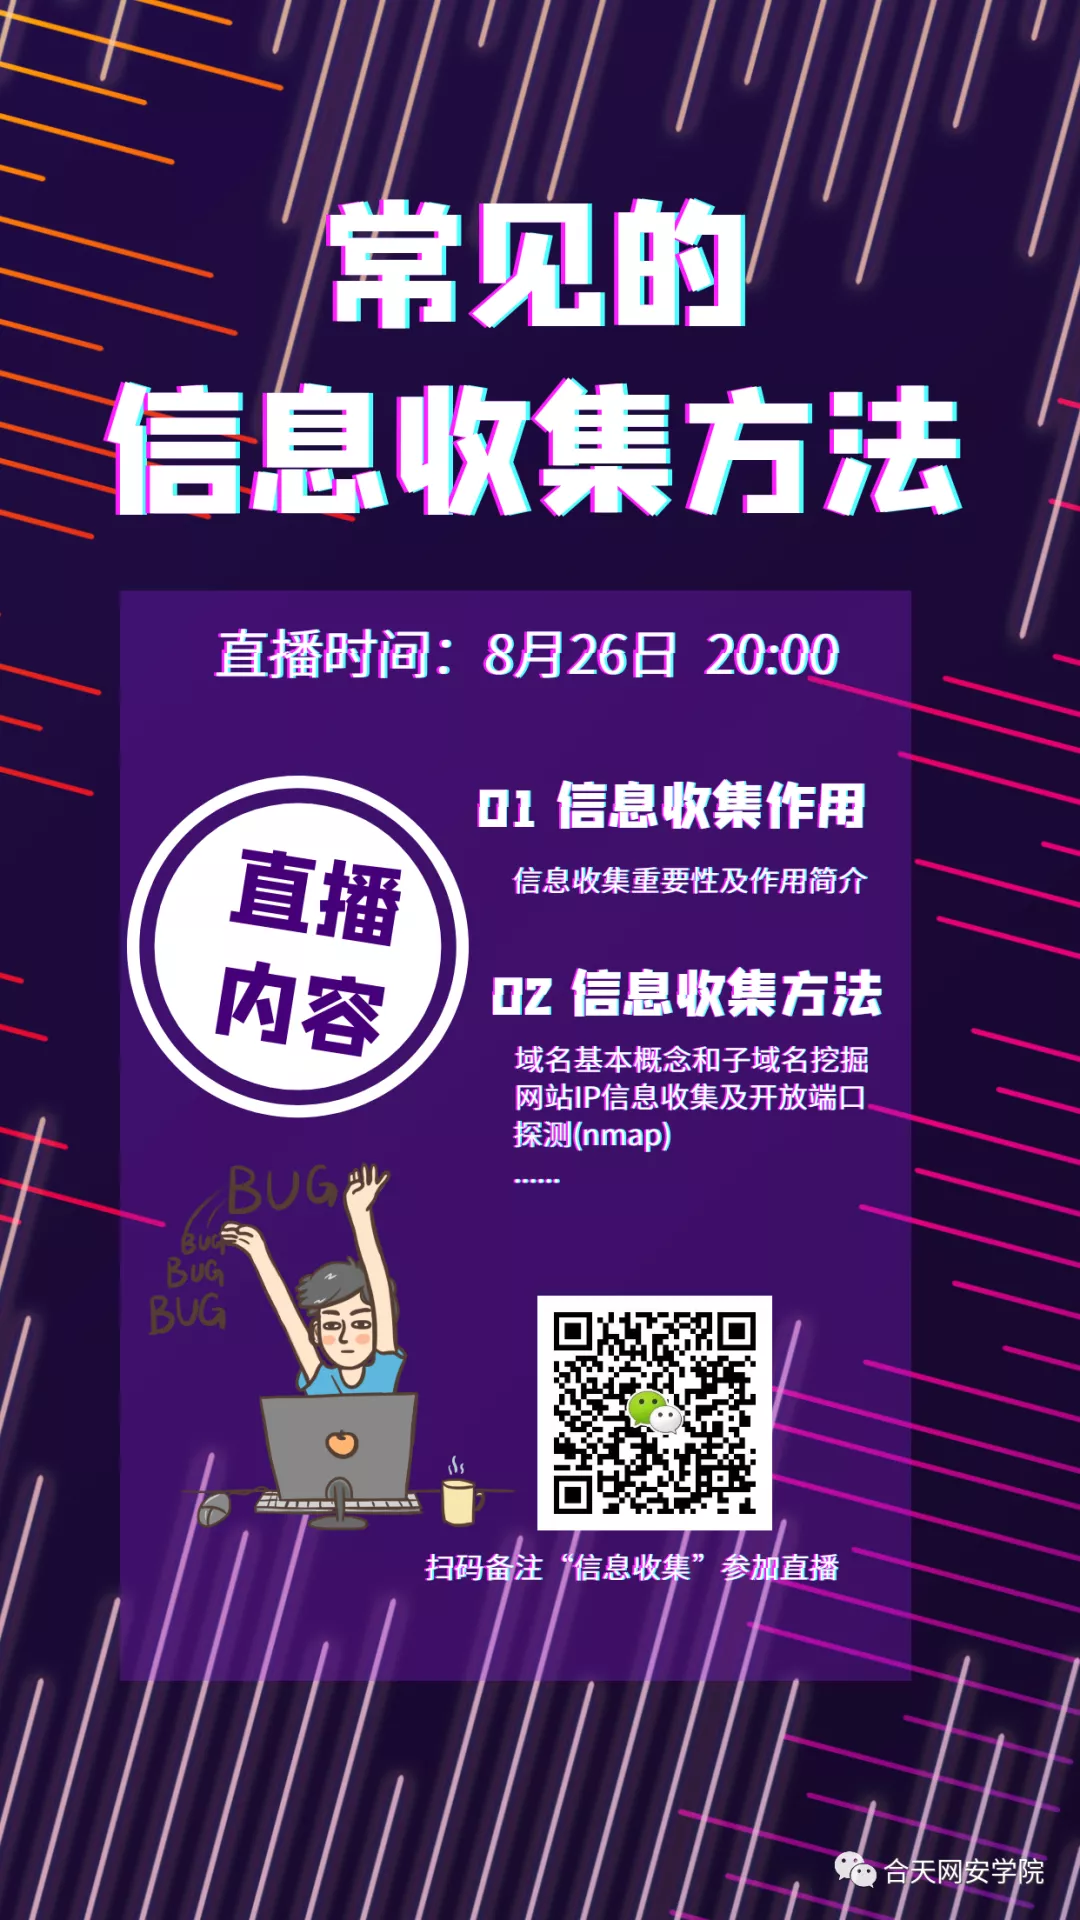 常见的
信息收集方法
直播时间：8月26日 20:00
直播
内容
01 信息收集作用
信息收集重要性及作用简介
02 信息收集方法
域名基本概念和子域名挖掘
网站IP信息收集及开放端口
探测(nmap)
......
BUG
BUG
BUG
BUG
扫码备注“信息收集”参加直播
合天网安学院